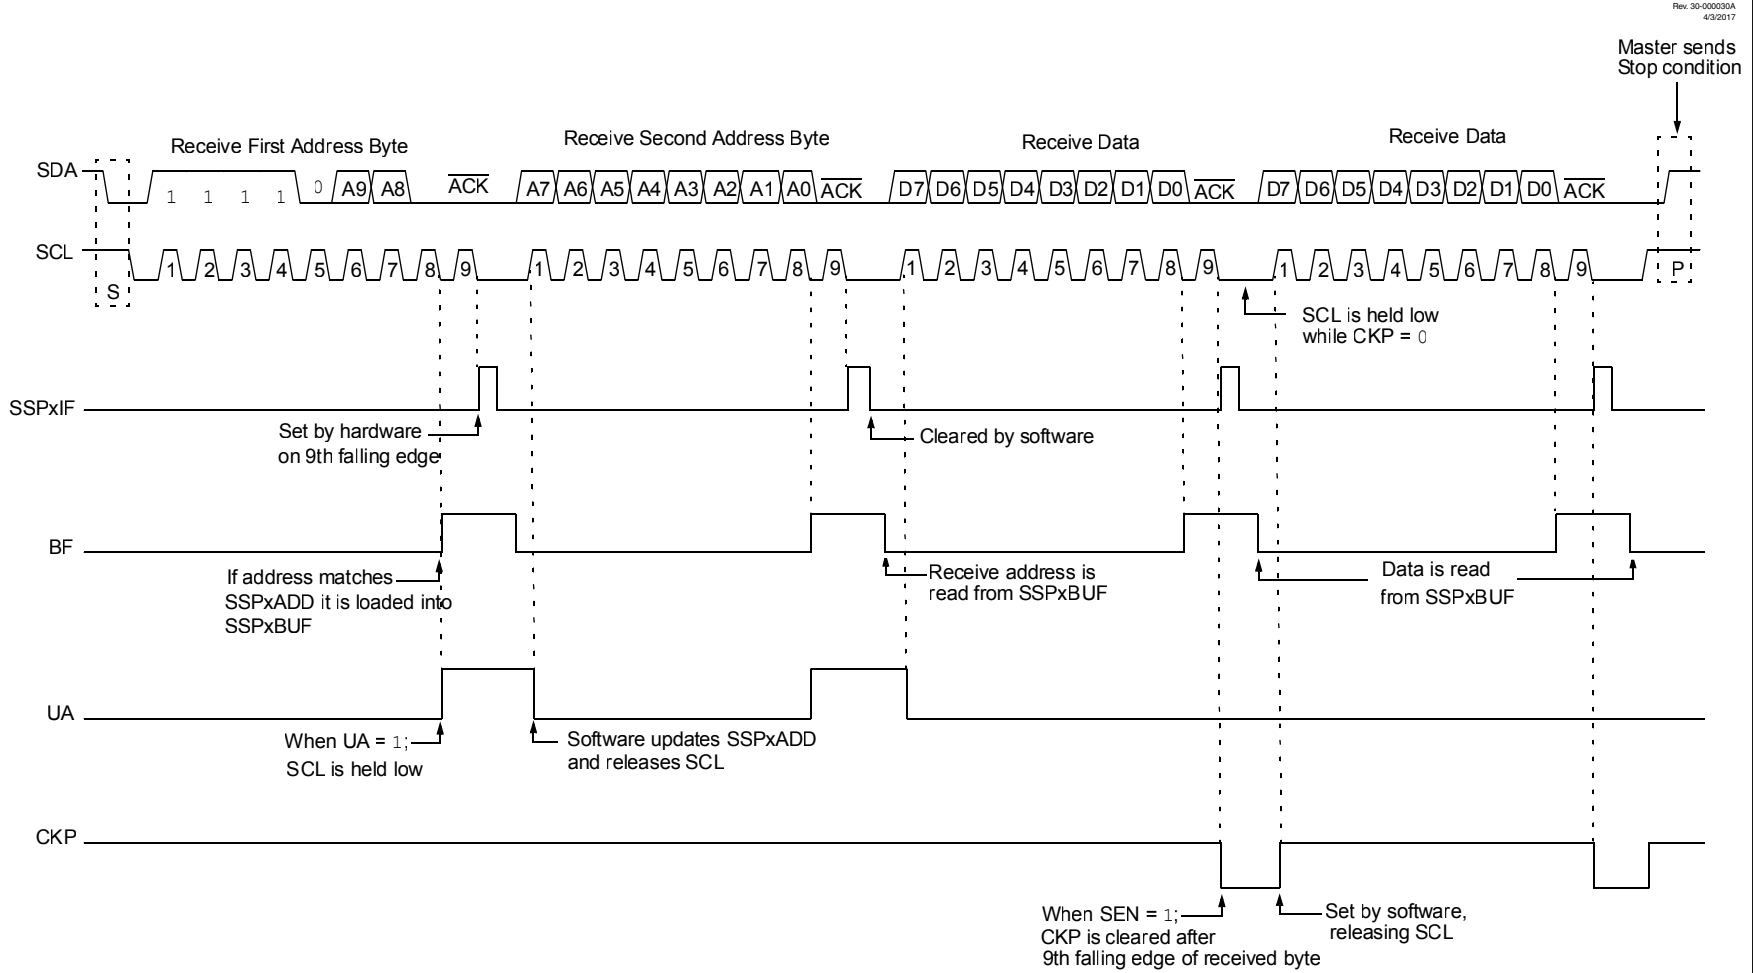 Rev. 30-000030A
4/3/2017
Master sends
Stop condition
Receive First Address Byte
Receive Second Address Byte
Receive Data
Receive Data
SDA
1 1 1 1 0 A9 A8 ACK A7 A6 A5 A4 A3 A2 A1 A0 ACK D7 D6 D5 D4 D3 D2 D1 D0 ACK D7 D6 D5 D4 D3 D2 D1 D0 ACK
SCL
S
1 2 3 4 5 6 7 8 9 1 2 3 4 5 6 7 8 9 1 2 3 4 5 6 7 8 9 1 2 3 4 5 6 7 8 9
P
SCL is held low
while CKP = 0
SSPxIF
Set by hardware
on 9th falling edge
Cleared by software
BF
If address matches
SSPxADD it is loaded into
SSPxBUF
Receive address is
read from SSPxBUF
Data is read
from SSPxBUF
UA
When UA = 1;
SCL is held low
Software updates SSPxADD
and releases SCL
CKP
When SEN = 1;
CKP is cleared after
9th falling edge of received byte
Set by software,
releasing SCL